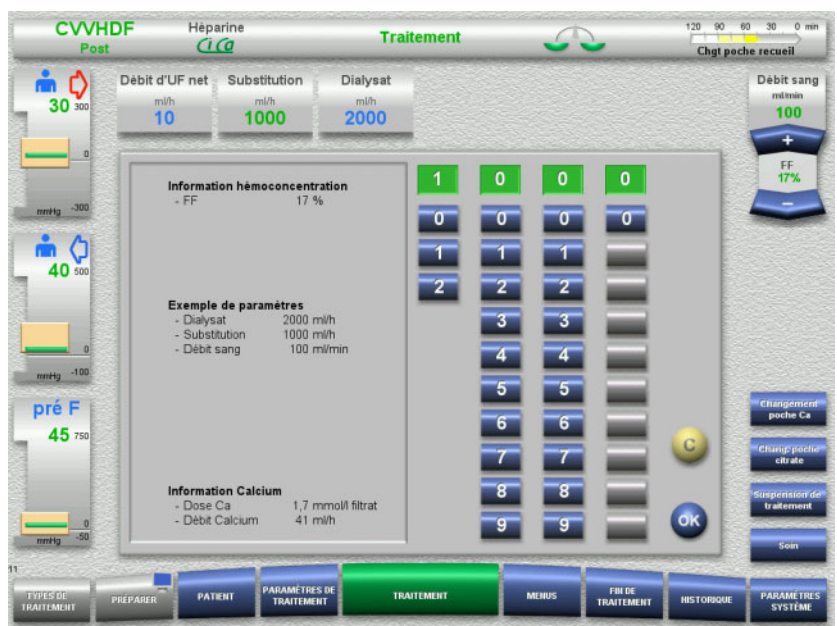 CVVHDF
Post
Héparine
CiCa
Traitement
120 90 60 30 0 min
Chgt poche recueil
30 300
0
mmHg -300
40 500
0
mmHg -100
pré F
45 750
0
mmHg -50
Débit d'UF net
ml/h
10
Substitution
ml/h
1000
Dialysat
ml/h
2000
Débit sang
ml/min
100
+
FF
17%
−
Information hémoconcentration
- FF 17 %
Exemple de paramètres
- Dialysat 2000 ml/h
- Substitution 1000 ml/h
- Débit sang 100 ml/min
Information Calcium
- Dose Ca 1,7 mmol/l filtrat
- Débit Calcium 41 ml/h
1 0 0 0
0 0 0 0
1 1 1
2 2 2
3 3
4 4
5 5
6 6
7 7
8 8
9 9
C
OK
Changement
poche Ca
Chang. poche
citrate
Suspension de
traitement
Soin
11
TYPES DE
TRAITEMENT
PRÉPARER
PATIENT
PARAMÈTRES DE
TRAITEMENT
TRAITEMENT
MENUS
FIN DE
TRAITEMENT
HISTORIQUE
PARAMÈTRES
SYSTÈME